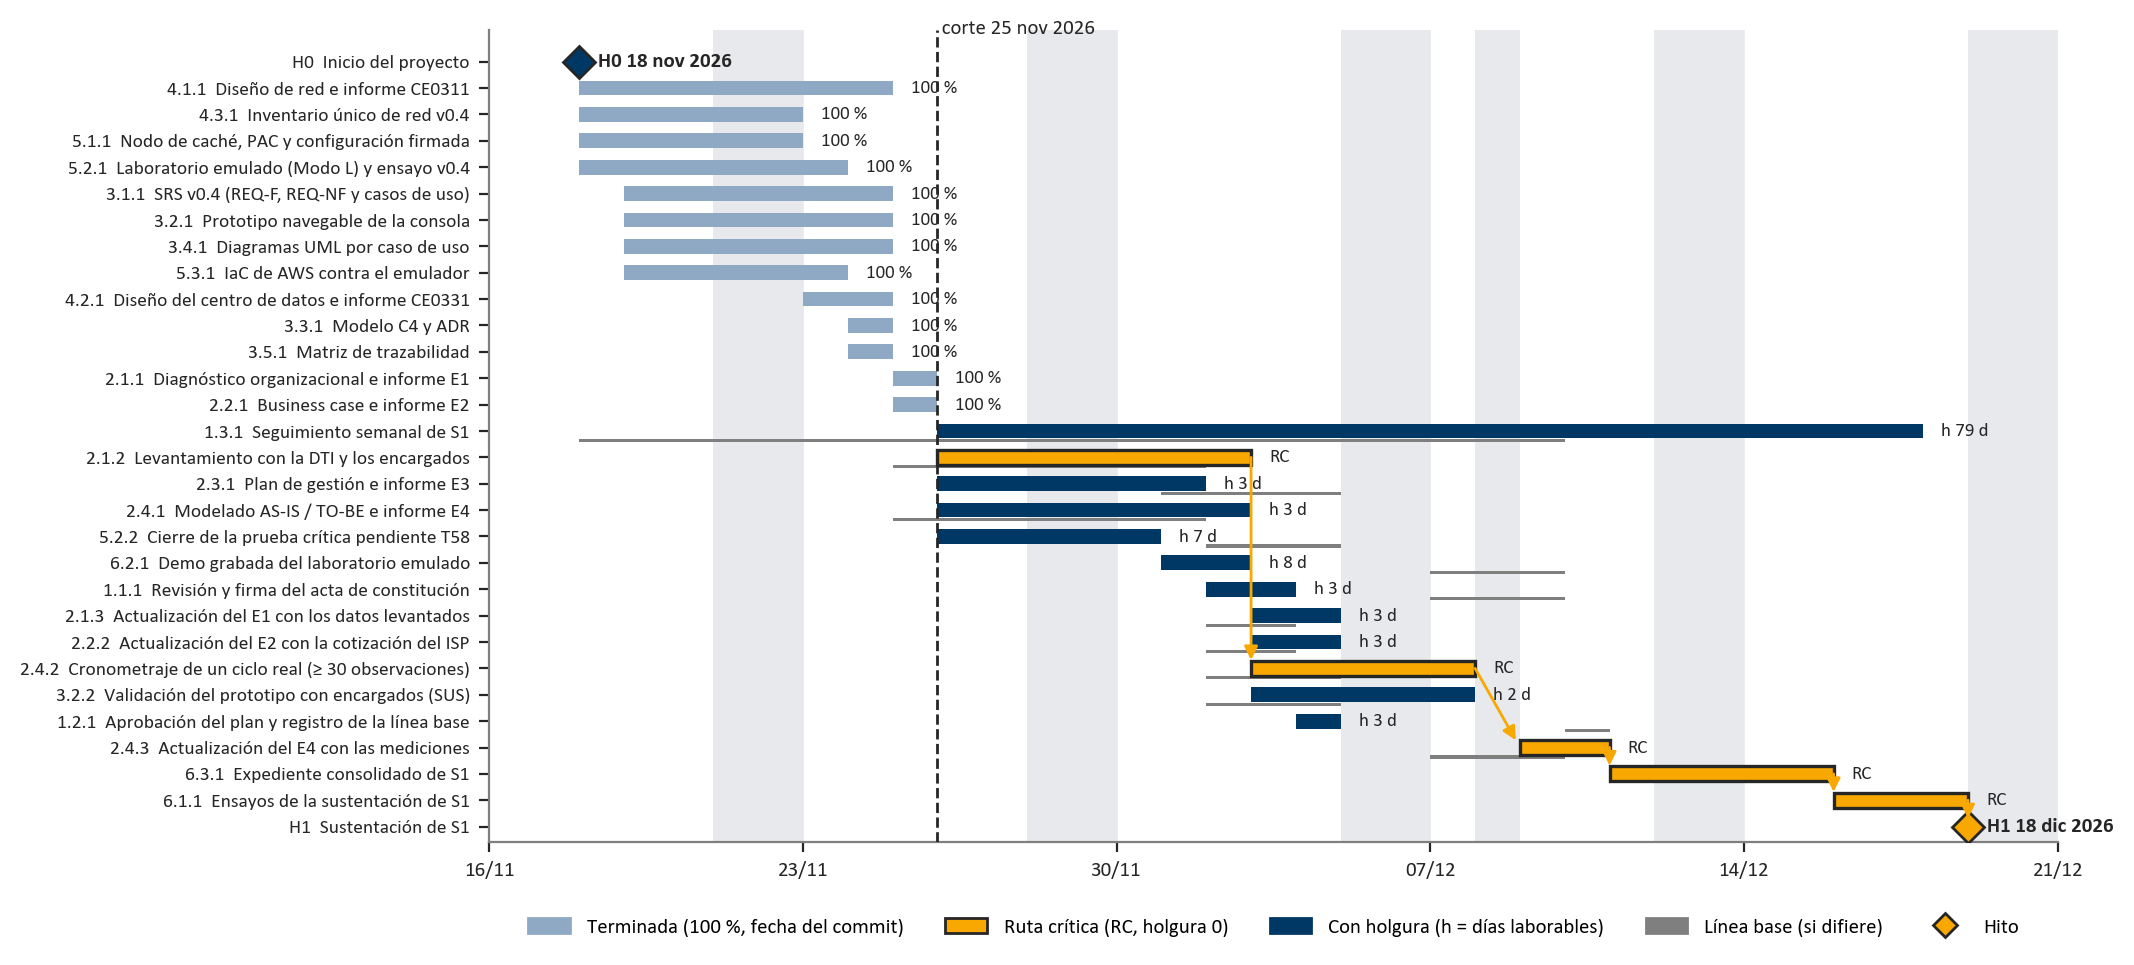 corte 25 nov 2026
H0 Inicio del proyecto
H0 18 nov 2026
4.1.1 Diseño de red e informe CE0311
100 %
4.3.1 Inventario único de red v0.4
100 %
5.1.1 Nodo de caché, PAC y configuración firmada
100 %
5.2.1 Laboratorio emulado (Modo L) y ensayo v0.4
100 %
3.1.1 SRS v0.4 (REQ-F, REQ-NF y casos de uso)
100 %
3.2.1 Prototipo navegable de la consola
100 %
3.4.1 Diagramas UML por caso de uso
100 %
5.3.1 IaC de AWS contra el emulador
100 %
4.2.1 Diseño del centro de datos e informe CE0331
100 %
3.3.1 Modelo C4 y ADR
100 %
3.5.1 Matriz de trazabilidad
100 %
2.1.1 Diagnóstico organizacional e informe E1
100 %
2.2.1 Business case e informe E2
100 %
1.3.1 Seguimiento semanal de S1
h 79 d
2.1.2 Levantamiento con la DTI y los encargados
RC
2.3.1 Plan de gestión e informe E3
h 3 d
2.4.1 Modelado AS-IS / TO-BE e informe E4
h 3 d
5.2.2 Cierre de la prueba crítica pendiente T58
h 7 d
6.2.1 Demo grabada del laboratorio emulado
h 8 d
1.1.1 Revisión y firma del acta de constitución
h 3 d
2.1.3 Actualización del E1 con los datos levantados
h 3 d
2.2.2 Actualización del E2 con la cotización del ISP
h 3 d
2.4.2 Cronometraje de un ciclo real (≥ 30 observaciones)
RC
3.2.2 Validación del prototipo con encargados (SUS)
h 2 d
1.2.1 Aprobación del plan y registro de la línea base
h 3 d
2.4.3 Actualización del E4 con las mediciones
RC
6.3.1 Expediente consolidado de S1
RC
6.1.1 Ensayos de la sustentación de S1
RC
H1 Sustentación de S1
H1 18 dic 2026
16/11 23/11 30/11 07/12 14/12 21/12
Terminada (100 %, fecha del commit) Ruta crítica (RC, holgura 0) Con holgura (h = días laborables) Línea base (si difiere) Hito